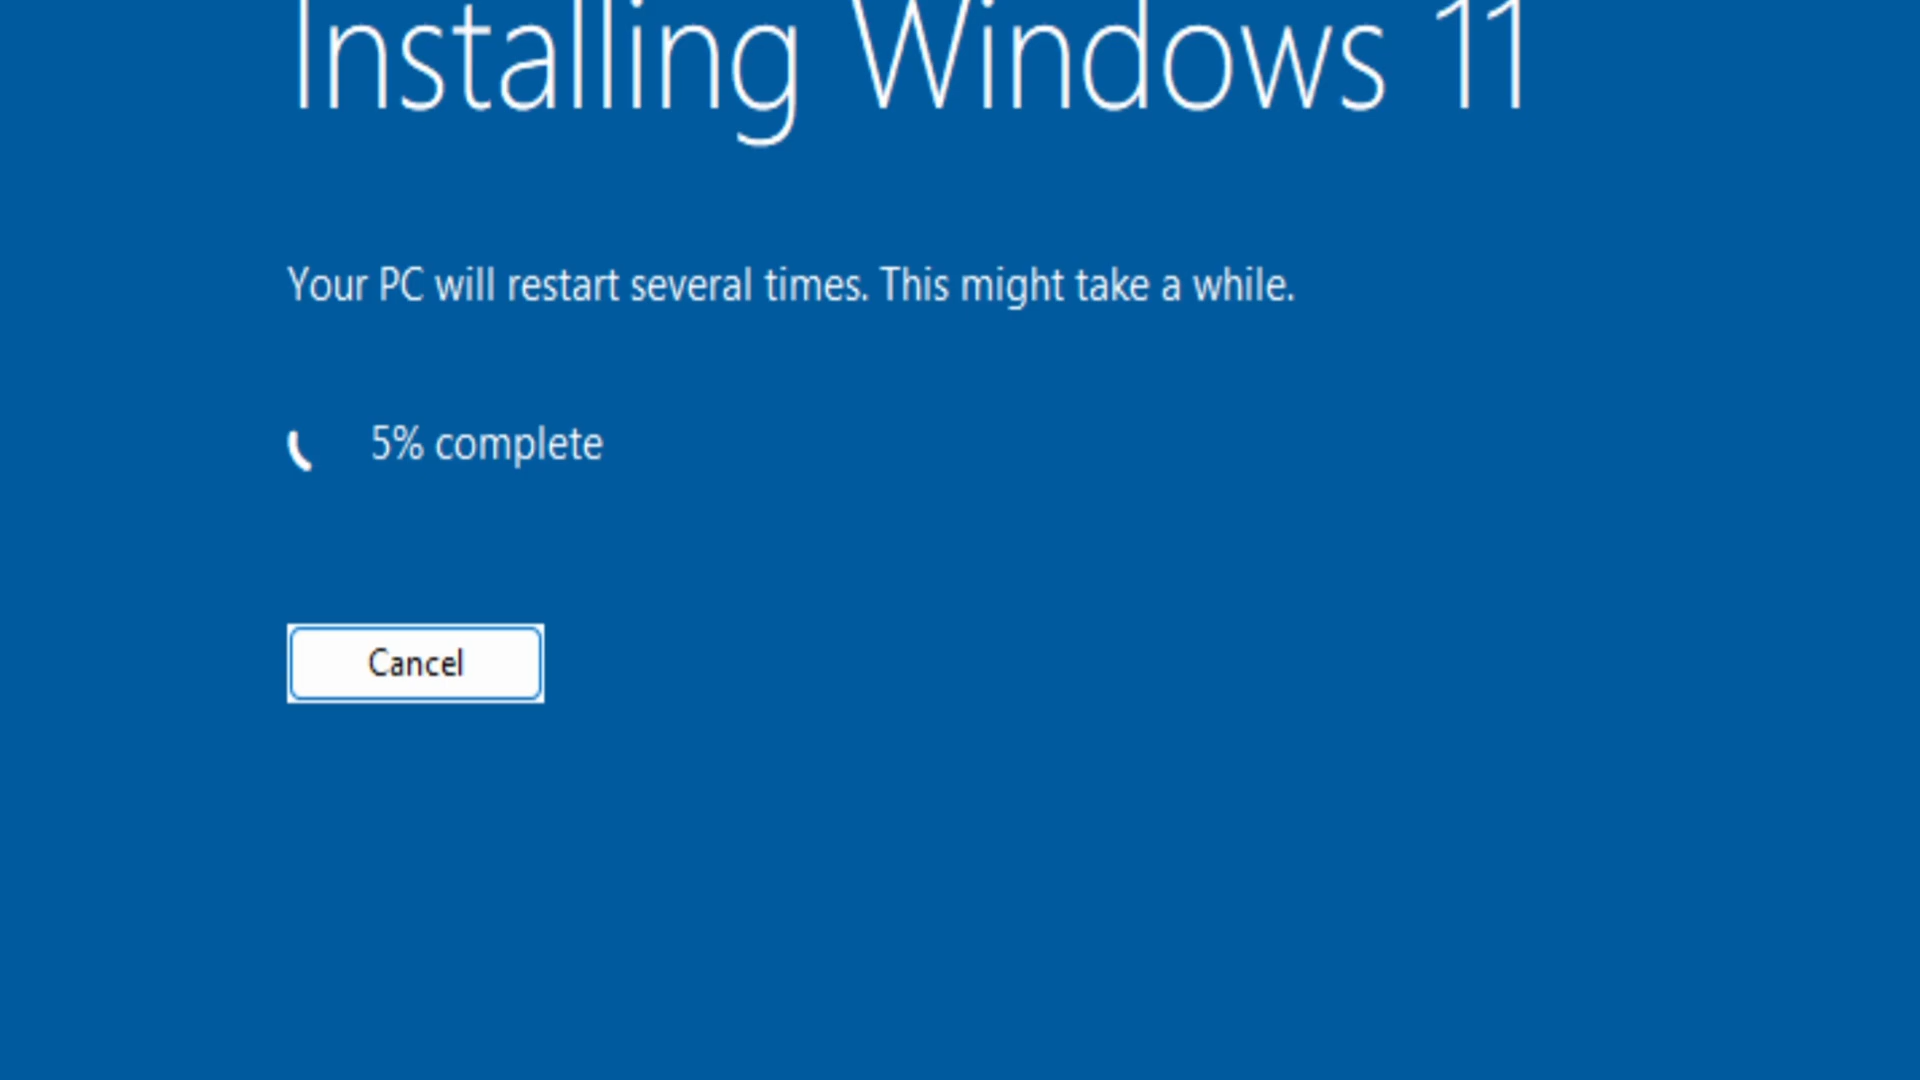 Installing Windows 11
Your PC will restart several times. This might take a while.
5% complete
Cancel